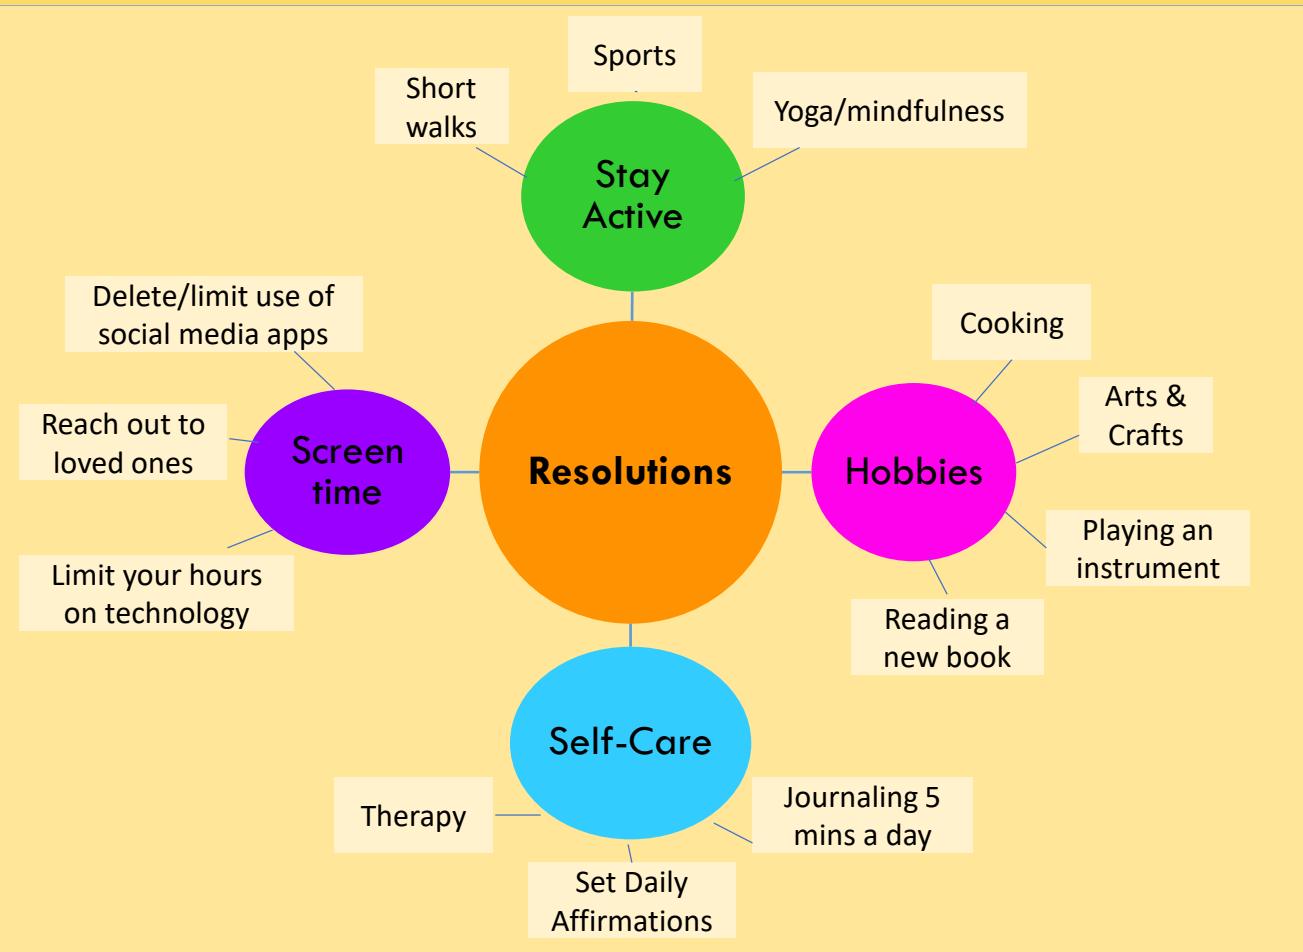 Sports
Short
walks
Yoga/mindfulness
Stay
Active
Delete/limit use of
social media apps
Cooking
Reach out to
loved ones
Arts &
Crafts
Screen
time
Resolutions
Hobbies
Playing an
instrument
Limit your hours
on technology
Reading a
new book
Self-Care
Therapy
Journaling 5
mins a day
Set Daily
Affirmations